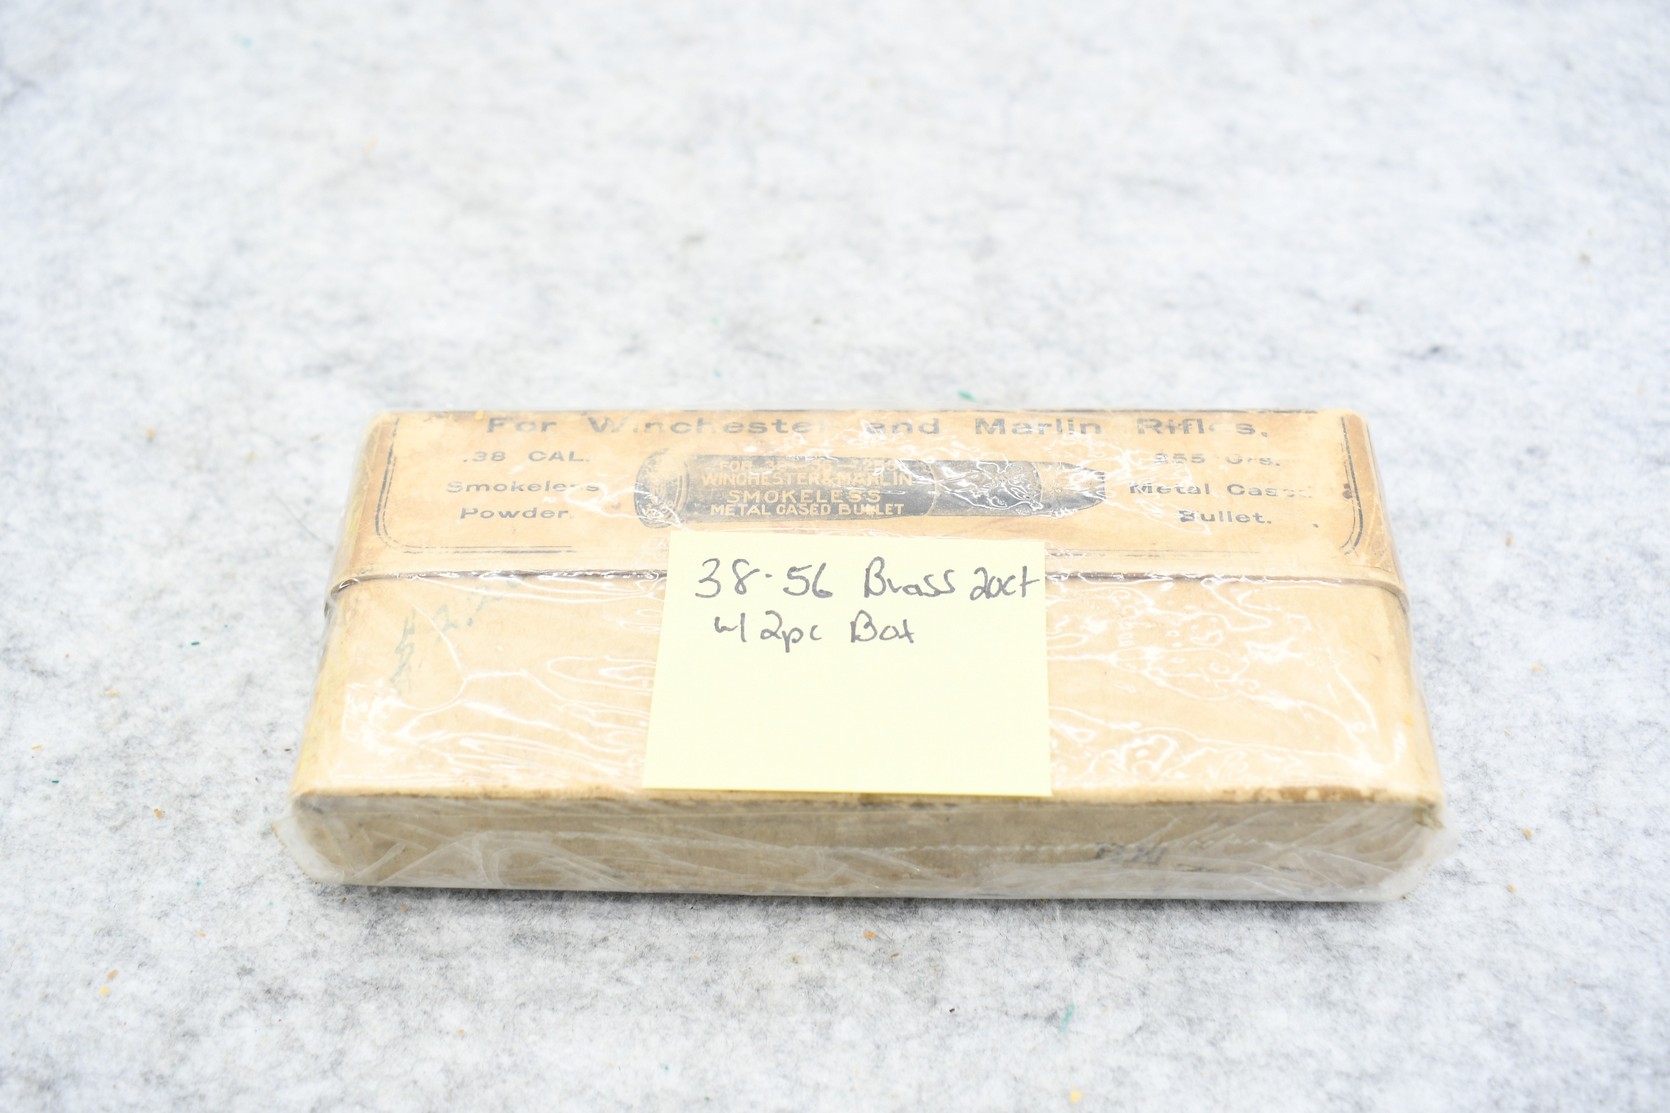 For Winchester and Marlin Rifles.
.38 CAL.
Smokeless
Powder.
WINCHESTER & MARLIN
SMOKELESS
METAL CASED BULLET
255 Grs.
Metal Cased
Bullet.
38-56 Brass 20ct
w/ 2pc Box